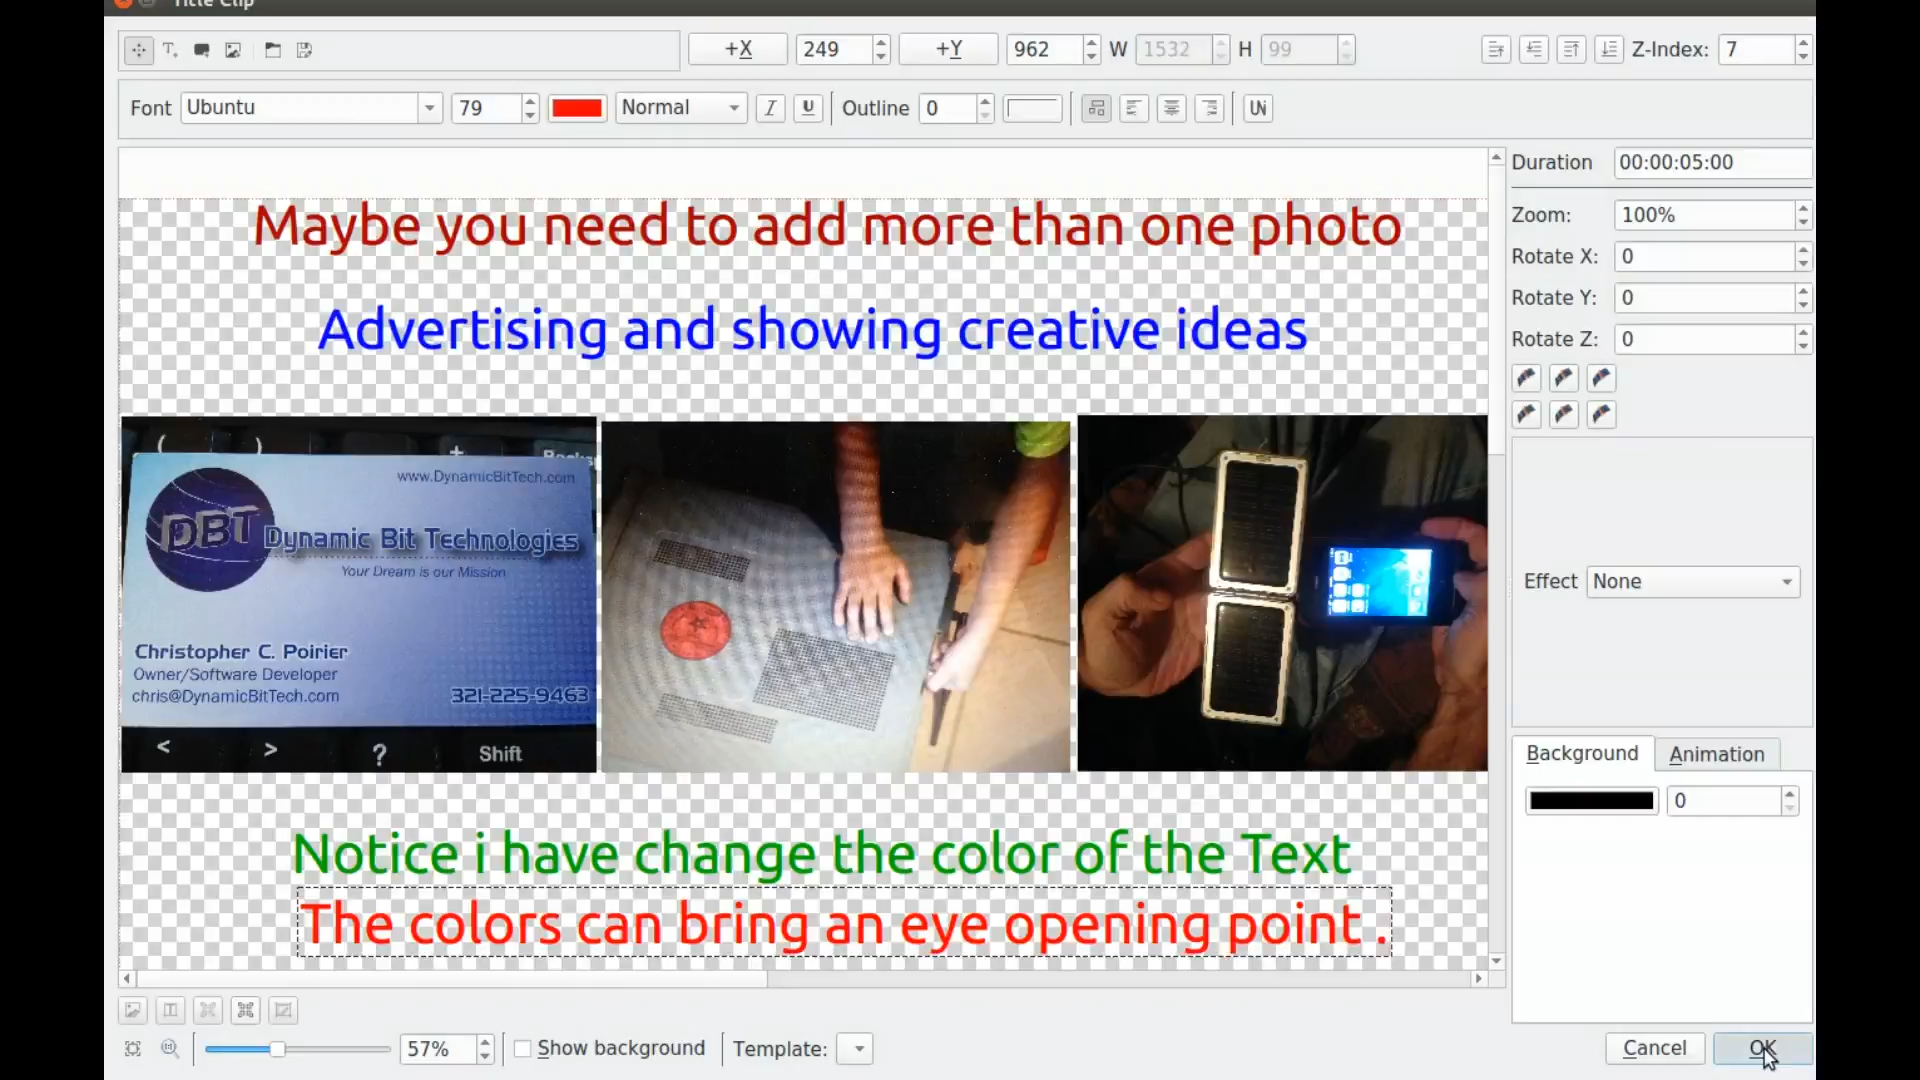 Title Clip
+X 249 +Y 962 W 1532 H 99 Z-Index: 7
Font Ubuntu 79 Normal I U Outline 0 UN
Duration 00:00:05:00
Zoom: 100%
Rotate X: 0
Rotate Y: 0
Rotate Z: 0
Effect None
Background Animation
0
Maybe you need to add more than one photo
Advertising and showing creative ideas
( ) +
www.DynamicBitTech.com
DBT Dynamic Bit Technologies
Your Dream is our Mission
Christopher C. Poirier
Owner/Software Developer
chris@DynamicBitTech.com 321-225-9463
< > ? Shift
Notice i have change the color of the Text
The colors can bring an eye opening point .
57% Show background Template:
Cancel OK